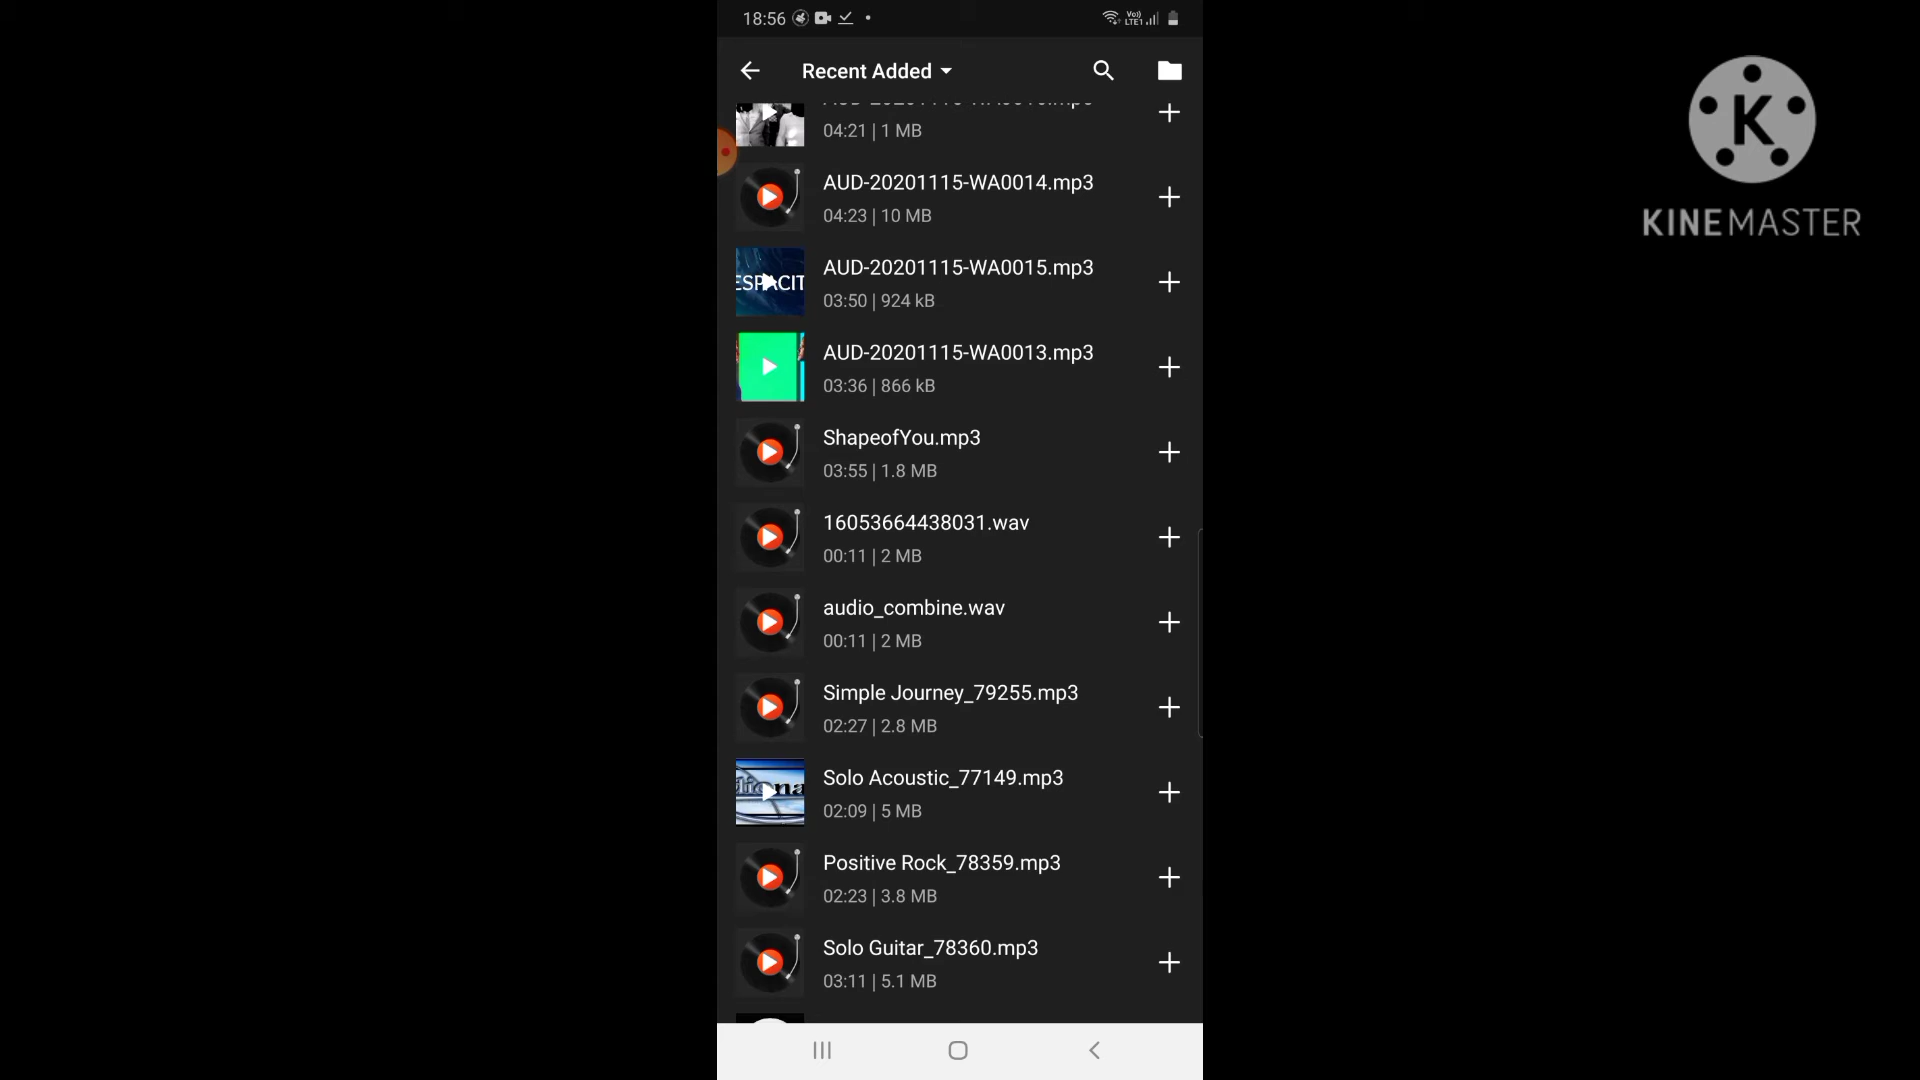 18:56
Vo)
LTE1
Recent Added
KINEMASTER
K
04:21 | 1 MB
AUD-20201115-WA0014.mp3
04:23 | 10 MB
AUD-20201115-WA0015.mp3
ESPACIT
03:50 | 924 kB
AUD-20201115-WA0013.mp3
03:36 | 866 kB
ShapeofYou.mp3
03:55 | 1.8 MB
16053664438031.wav
00:11 | 2 MB
audio_combine.wav
00:11 | 2 MB
Simple Journey_79255.mp3
02:27 | 2.8 MB
Solo Acoustic_77149.mp3
02:09 | 5 MB
Positive Rock_78359.mp3
02:23 | 3.8 MB
Solo Guitar_78360.mp3
03:11 | 5.1 MB